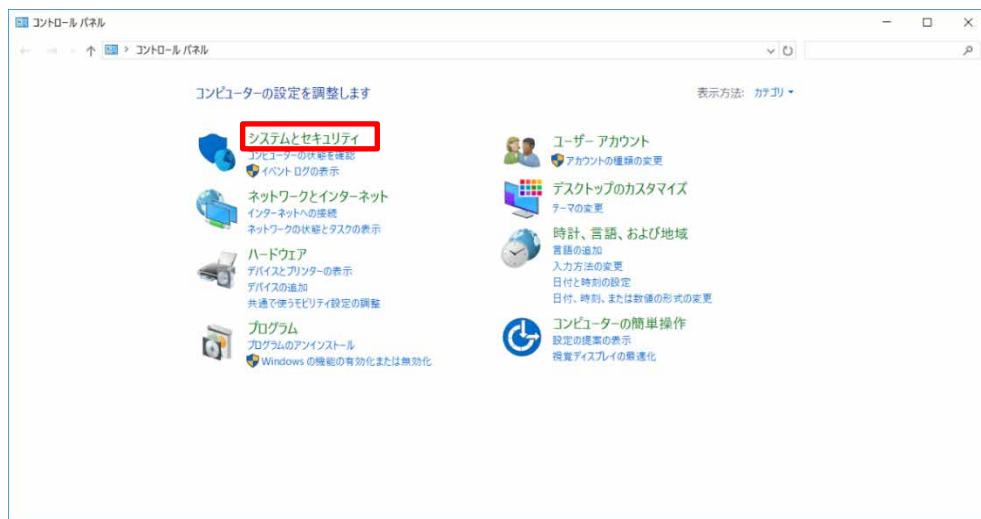 コントロール パネル
コントロール パネル
コンピューターの設定を調整します
表示方法: カテゴリ
システムとセキュリティ
コンピューターの状態を確認
イベント ログの表示
ネットワークとインターネット
インターネットへの接続
ネットワークの状態とタスクの表示
ハードウェア
デバイスとプリンターの表示
デバイスの追加
共通で使うモビリティ設定の調整
プログラム
プログラムのアンインストール
Windows の機能の有効化または無効化
ユーザー アカウント
アカウントの種類の変更
デスクトップのカスタマイズ
テーマの変更
時計、言語、および地域
言語の追加
入力方法の変更
日付と時刻の設定
日付、時刻、または数値の形式の変更
コンピューターの簡単操作
設定の提案の表示
視覚ディスプレイの最適化